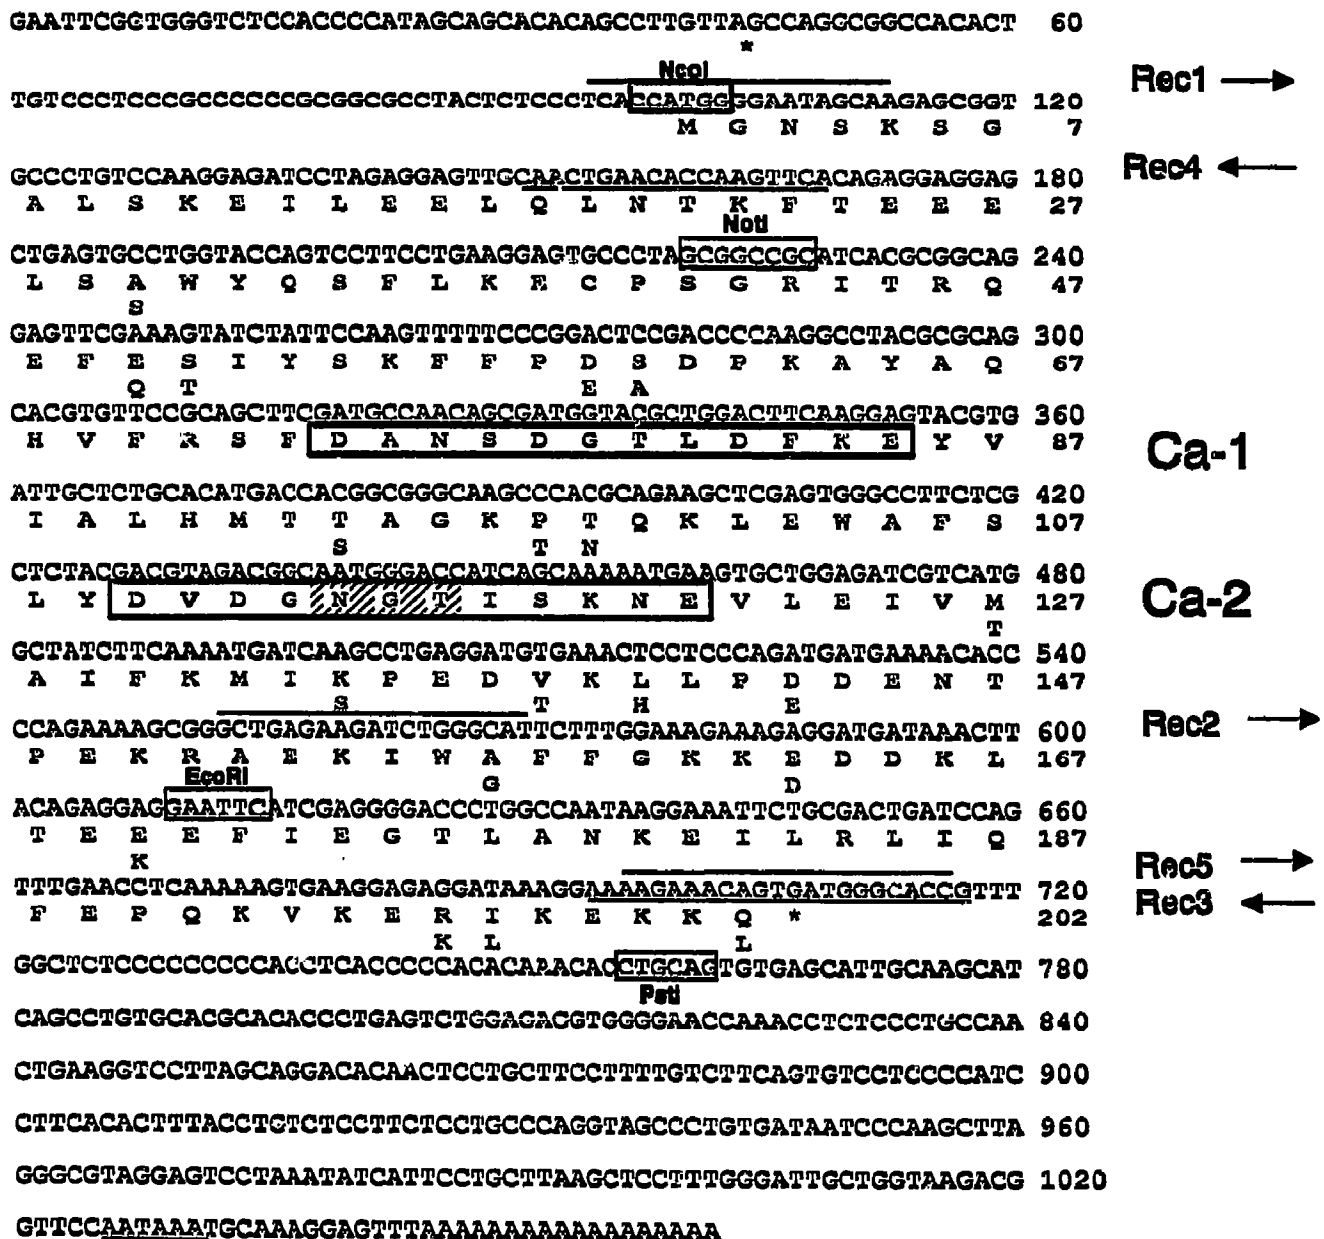 GAATTCGGTGGGTCTCCACCCCATAGCAGCACACAGCCTTGTTAGCCAGGCGGCCACACT 60
*
NcoI
Rec1
TGTCCCTCCCGCCCCCCGCGGCGCCTACTCTCCCTCACCATGGGGAATAGCAAGAGCGGT 120
M G N S K S G 7
Rec4
GCCCTGTCCAAGGAGATCCTAGAGGAGTTGCAACTGAACACCAAGTTCACAGAGGAGGAG 180
A L S K E I L E E L Q L N T K F T E E E 27
NotI
CTGAGTGCCTGGTACCAGTCCTTCCTGAAGGAGTGCCCTAGCGGCCGCATCACGCGGCAG 240
L S A W Y Q S F L K E C P S G R I T R Q 47
S
GAGTTCGAAAGTATCTATTCCAAGTTTTTCCCGGACTCCGACCCCAAGGCCTACGCGCAG 300
E F E S I Y S K F F P D S D P K A Y A Q 67
Q T E A
CACGTGTTCCGCAGCTTCGATGCCAACAGCGATGGTACGCTGGACTTCAAGGAGTACGTG 360
H V F R S F D A N S D G T L D F K E Y V 87
Ca-1
ATTGCTCTGCACATGACCACGGCGGGCAAGCCCACGCAGAAGCTCGAGTGGGCCTTCTCG 420
I A L H M T T A G K P T Q K L E W A F S 107
S T N
CTCTACGACGTAGACGGCAATGGGACCATCAGCAAAAATGAAGTGCTGGAGATCGTCATG 480
L Y D V D G N G T I S K N E V L E I V M 127
Ca-2
T
GCTATCTTCAAAATGATCAAGCCTGAGGATGTGAAACTCCTCCCAGATGATGAAAACACC 540
A I F K M I K P E D V K L L P D D E N T 147
S T H E
Rec2
CCAGAAAAGCGGGCTGAGAAGATCTGGGCATTCTTTGGAAAGAAAGAGGATGATAAACTT 600
P E K R A E K I W A F F G K K E D D K L 167
EcoRI
G D
ACAGAGGAGGAATTCATCGAGGGGACCCTGGCCAATAAGGAAATTCTGCGACTGATCCAG 660
T E E E F I E G T L A N K E I L R L I Q 187
K
Rec5
TTTGAACCTCAAAAAGTGAAGGAGAGGATAAAGGAAAAGAAACAGTGATGGGCACCGTTT 720
F E P Q K V K E R I K E K K Q * 202
Rec3
K L L
GGCTCTCCCCCCCCCACCTCACCCCCACACAAACACCTGCAGTGTGAGCATTGCAAGCAT 780
PstI
CAGCCTGTGCACGCACACCCTGAGTCTGGAGACGTGGGGAACCAAACCTCTCCCTGCCAA 840
CTGAAGGTCCTTAGCAGGACACAACTCCTGCTTCCTTTTGTCTTCAGTGTCCTCCCCATC 900
CTTCACACTTTACCTGTCTCCTTCTCCTGCCCAGGTAGCCCTGTGATAATCCCAAGCTTA 960
GGGCGTAGGAGTCCTAAATATCATTCCTGCTTAAGCTCCTTTGGGATTGCTGGTAAGACG 1020
GTTCCAATAAATGCAAAGGAGTTTAAAAAAAAAAAAAAAAAA